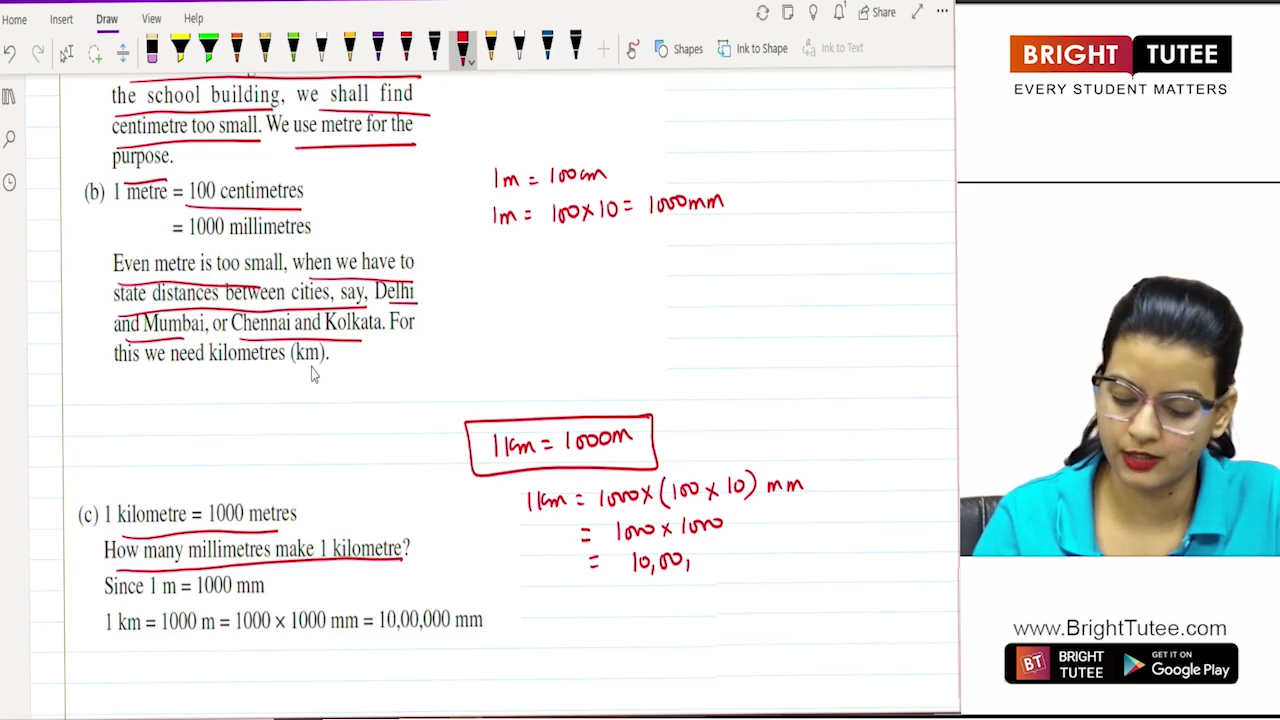 Home Insert Draw View Help
Share
Shapes Ink to Shape Ink to Text
the school building, we shall find
centimetre too small. We use metre for the
purpose.
(b) 1 metre = 100 centimetres
= 1000 millimetres
Even metre is too small, when we have to
state distances between cities, say, Delhi
and Mumbai, or Chennai and Kolkata. For
this we need kilometres (km).
(c) 1 kilometre = 1000 metres
How many millimetres make 1 kilometre?
Since 1 m = 1000 mm
1 km = 1000 m = 1000 × 1000 mm = 10,00,000 mm
1m = 100cm
1m = 100×10 = 1000mm
1km = 1000m
1km = 1000×(100×10) mm
= 1000×1000
= 10,00,
BRIGHT TUTEE
EVERY STUDENT MATTERS
www.BrightTutee.com
BT BRIGHT TUTEE
GET IT ON
Google Play